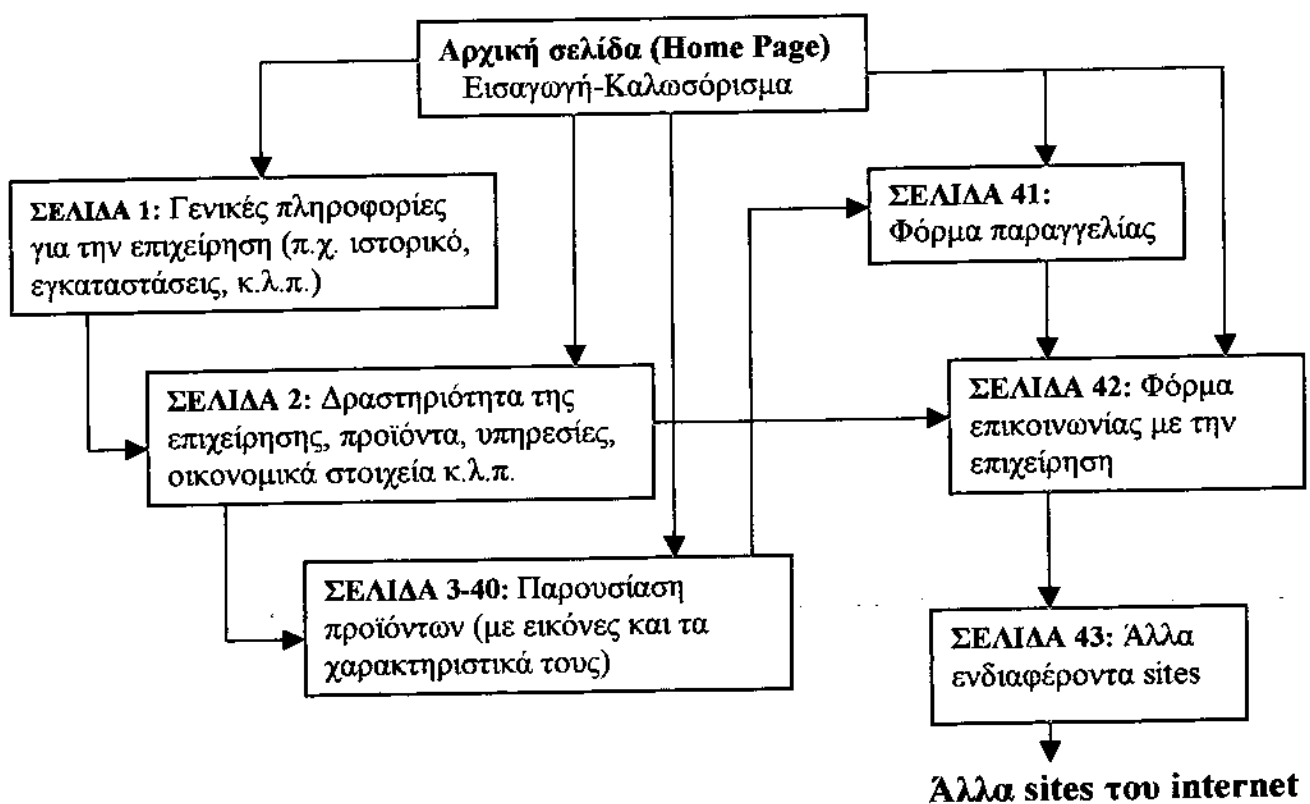 Αρχική σελίδα (Home Page)
Εισαγωγή-Καλωσόρισμα
ΣΕΛΙΔΑ 1: Γενικές πληροφορίες
για την επιχείρηση (π.χ. ιστορικό,
εγκαταστάσεις, κ.λ.π.)
ΣΕΛΙΔΑ 41:
Φόρμα παραγγελίας
ΣΕΛΙΔΑ 2: Δραστηριότητα της
επιχείρησης, προϊόντα, υπηρεσίες,
οικονομικά στοιχεία κ.λ.π.
ΣΕΛΙΔΑ 42: Φόρμα
επικοινωνίας με την
επιχείρηση
ΣΕΛΙΔΑ 3-40: Παρουσίαση
προϊόντων (με εικόνες και τα
χαρακτηριστικά τους)
ΣΕΛΙΔΑ 43: Άλλα
ενδιαφέροντα sites
Άλλα sites του internet